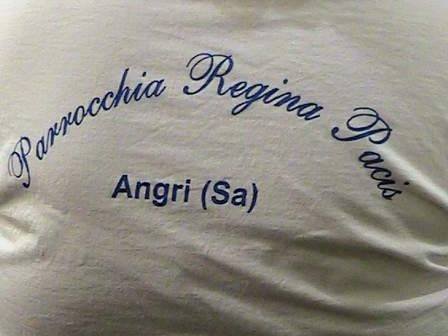 Parrocchia Regina Pacis
Angri (Sa)